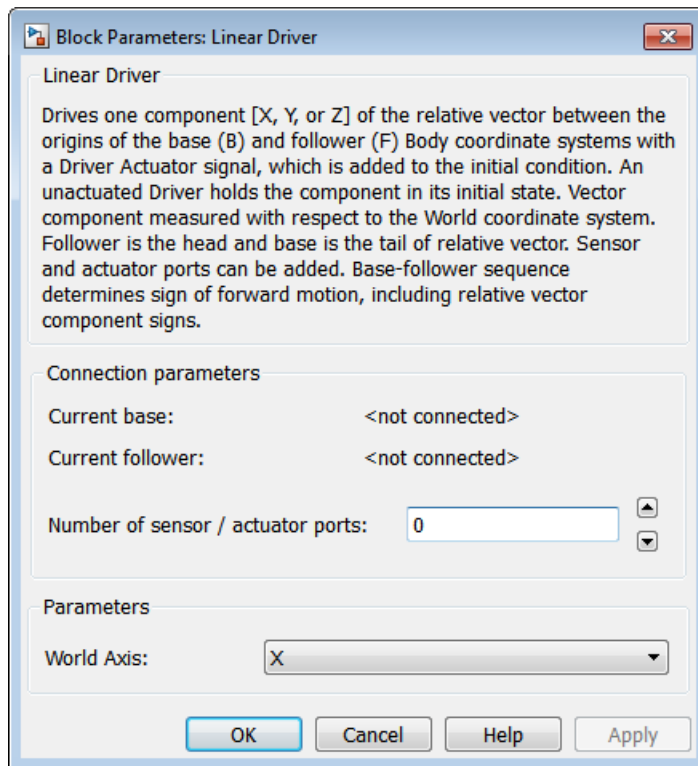 Block Parameters: Linear Driver
Linear Driver
Drives one component [X, Y, or Z] of the relative vector between the
origins of the base (B) and follower (F) Body coordinate systems with
a Driver Actuator signal, which is added to the initial condition. An
unactuated Driver holds the component in its initial state. Vector
component measured with respect to the World coordinate system.
Follower is the head and base is the tail of relative vector. Sensor
and actuator ports can be added. Base-follower sequence
determines sign of forward motion, including relative vector
component signs.
Connection parameters
Current base: <not connected>
Current follower: <not connected>
Number of sensor / actuator ports: 0
Parameters
World Axis: X
OK Cancel Help Apply